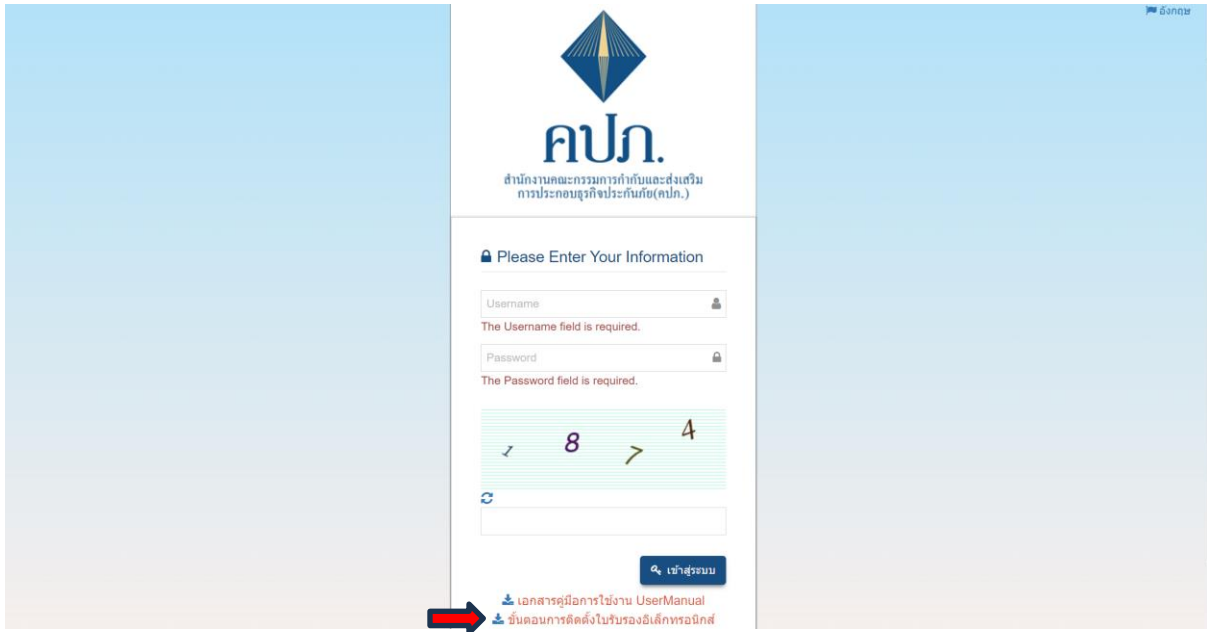 อังกฤษ
คปภ.
สำนักงานคณะกรรมการกำกับและส่งเสริม
การประกอบธุรกิจประกันภัย(คปภ.)
Please Enter Your Information
Username
The Username field is required.
Password
The Password field is required.
1 8 7 4
เข้าสู่ระบบ
เอกสารคู่มือการใช้งาน UserManual
ขั้นตอนการติดตั้งใบรับรองอิเล็กทรอนิกส์